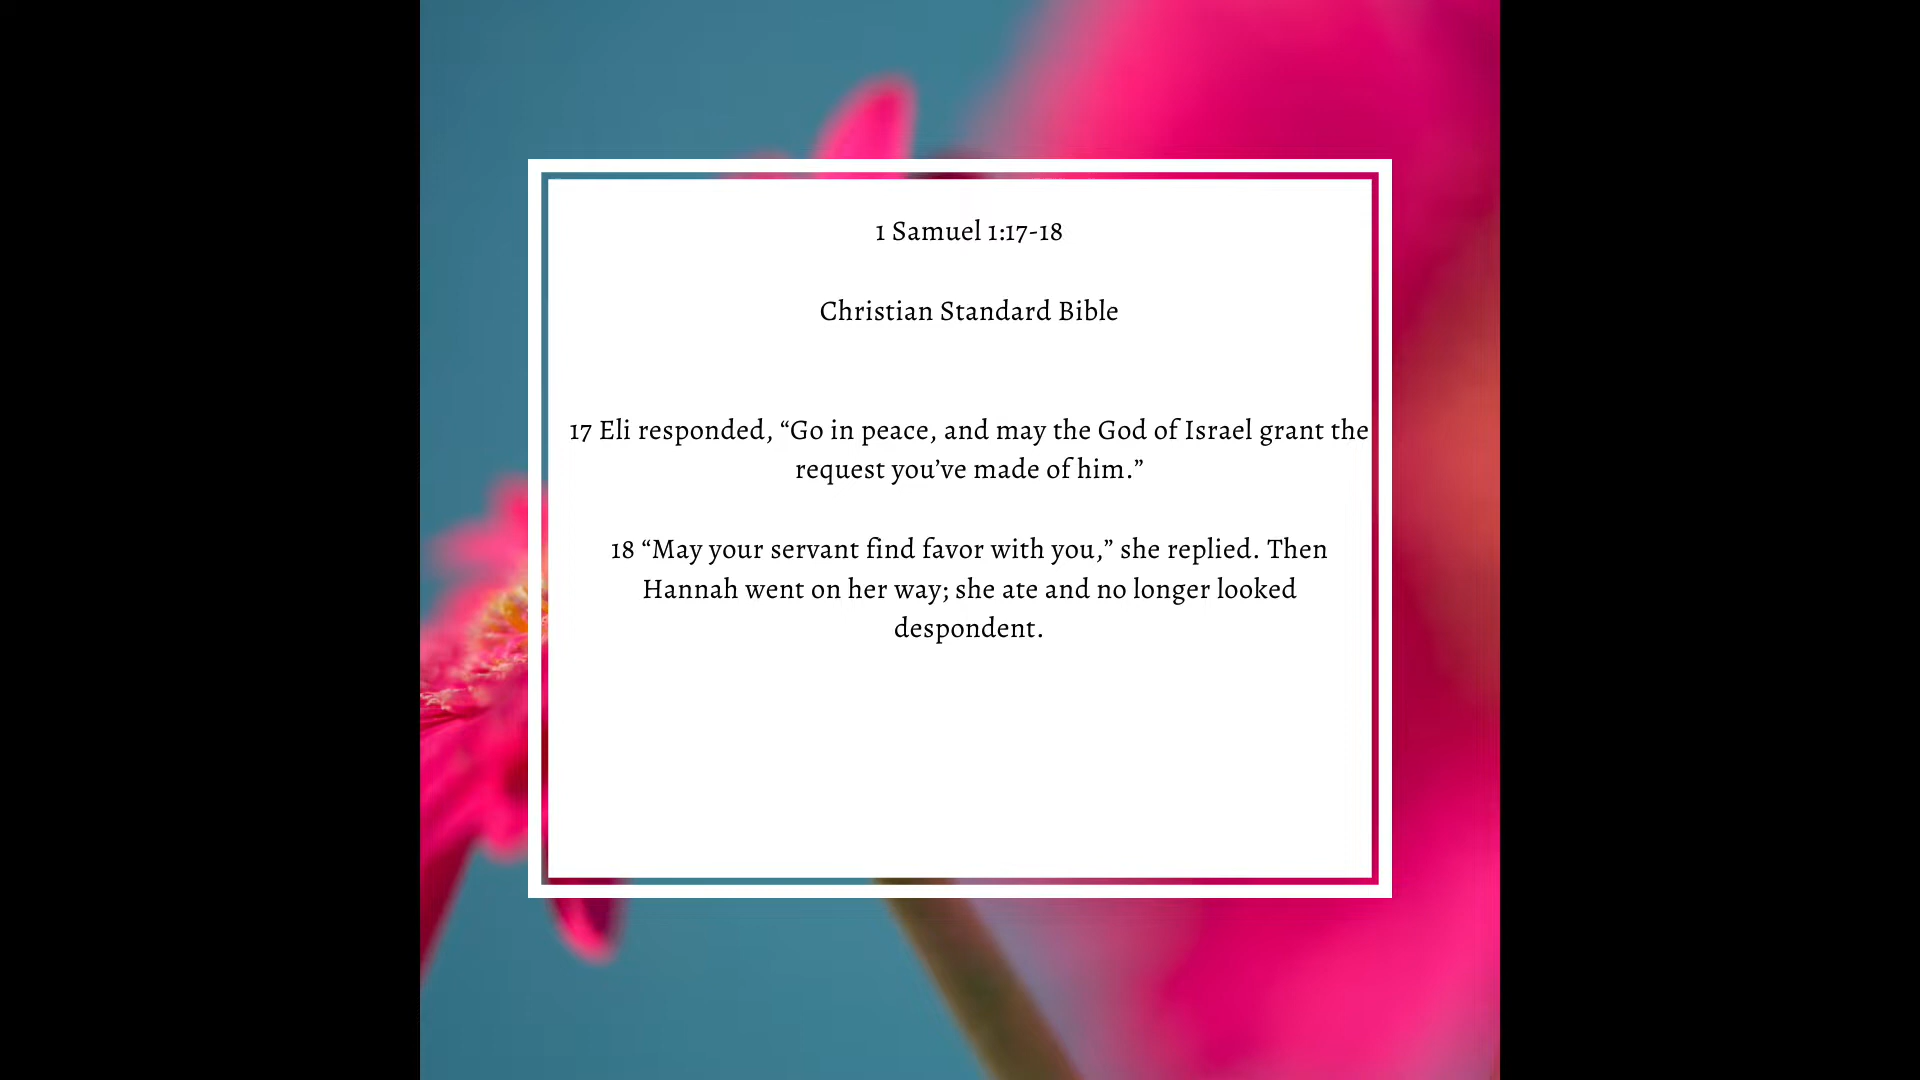 1 Samuel 1:17-18
Christian Standard Bible
17 Eli responded, “Go in peace, and may the God of Israel grant the
request you’ve made of him.”
18 “May your servant find favor with you,” she replied. Then
Hannah went on her way; she ate and no longer looked
despondent.